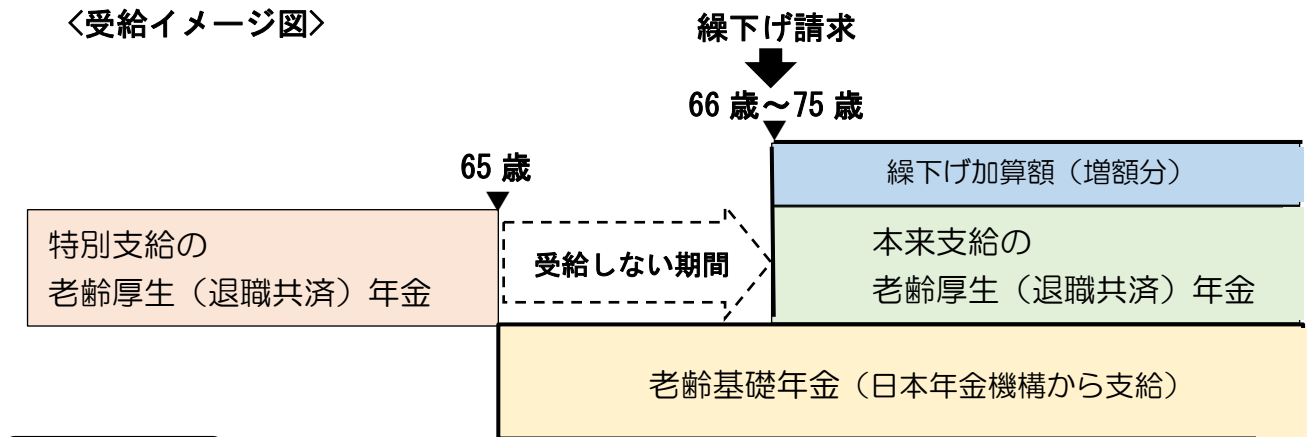 〈受給イメージ図〉
繰下げ請求
66 歳～75 歳
65 歳
繰下げ加算額（増額分）
特別支給の
老齢厚生（退職共済）年金
受給しない期間
本来支給の
老齢厚生（退職共済）年金
老齢基礎年金（日本年金機構から支給）